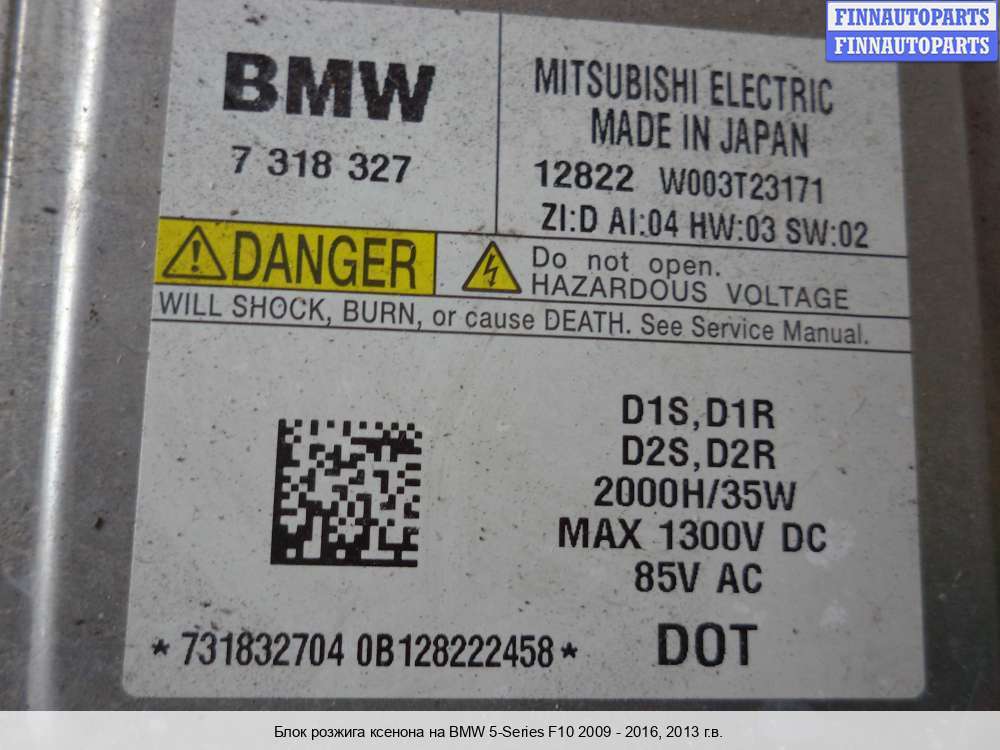 FINNAUTOPARTS
FINNAUTOPARTS
BMW
7 318 327
MITSUBISHI ELECTRIC
MADE IN JAPAN
12822 W003T23171
ZI:D AI:04 HW:03 SW:02
DANGER
Do not open.
HAZARDOUS VOLTAGE
WILL SHOCK, BURN, or cause DEATH. See Service Manual.
D1S,D1R
D2S,D2R
2000H/35W
MAX 1300V DC
85V AC
*731832704 0B128222458*
DOT
Блок розжига ксенона на BMW 5-Series F10 2009 - 2016, 2013 г.в.